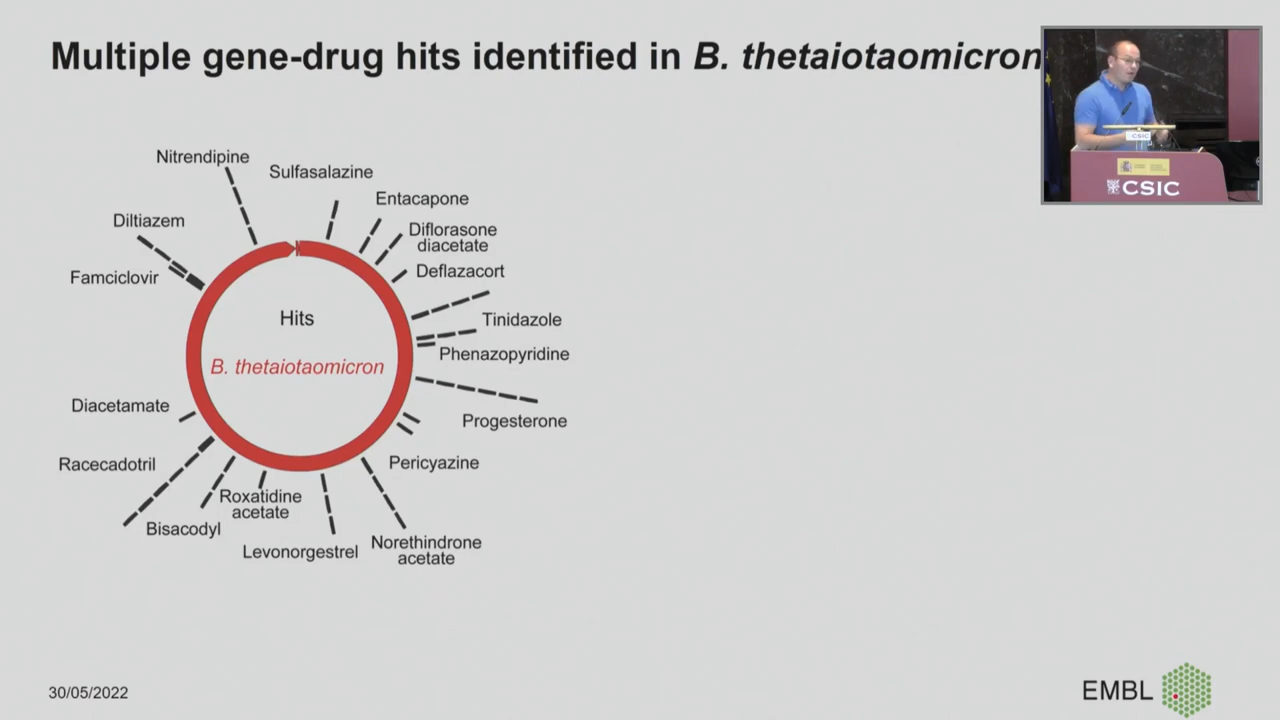 Multiple gene-drug hits identified in B. thetaiotaomicron
Nitrendipine
Sulfasalazine
Entacapone
Diltiazem
Diflorasone
diacetate
Famciclovir
Deflazacort
Hits
Tinidazole
Phenazopyridine
B. thetaiotaomicron
Diacetamate
Progesterone
Racecadotril
Pericyazine
Roxatidine
acetate
Bisacodyl
Levonorgestrel
Norethindrone
acetate
CSIC
CSIC
30/05/2022
EMBL